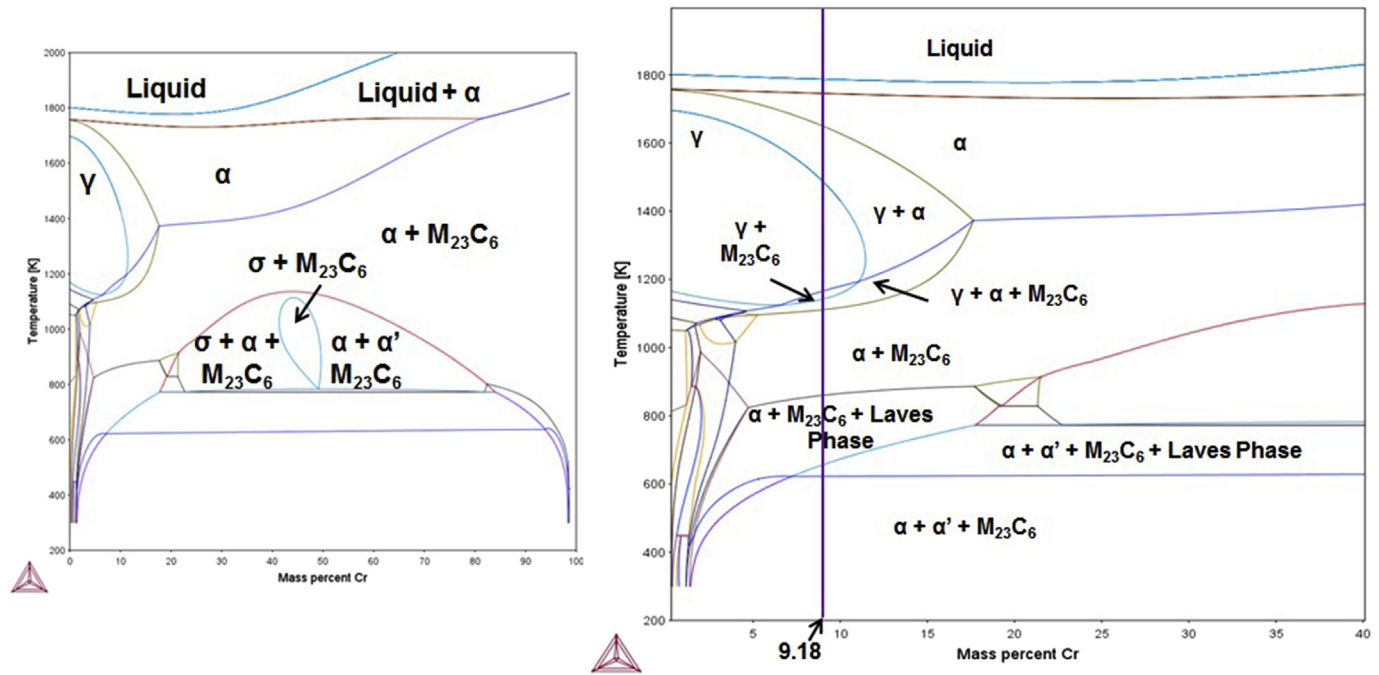 2000
1800
1600
1400
1200
1000
800
600
400
200
Temperature [K]
Liquid
Liquid + α
γ
α
α + M23C6
σ + M23C6
σ + α +
M23C6
α + α’
M23C6
0 10 20 30 40 50 60 70 80 90 100
Mass percent Cr
1800
1600
1400
1200
1000
800
600
400
200
Temperature [K]
Liquid
γ
α
γ + α
γ +
M23C6
γ + α + M23C6
α + M23C6
α + M23C6 + Laves
Phase
α + α’ + M23C6 + Laves Phase
α + α’ + M23C6
5 10 15 20 25 30 35 40
9.18
Mass percent Cr